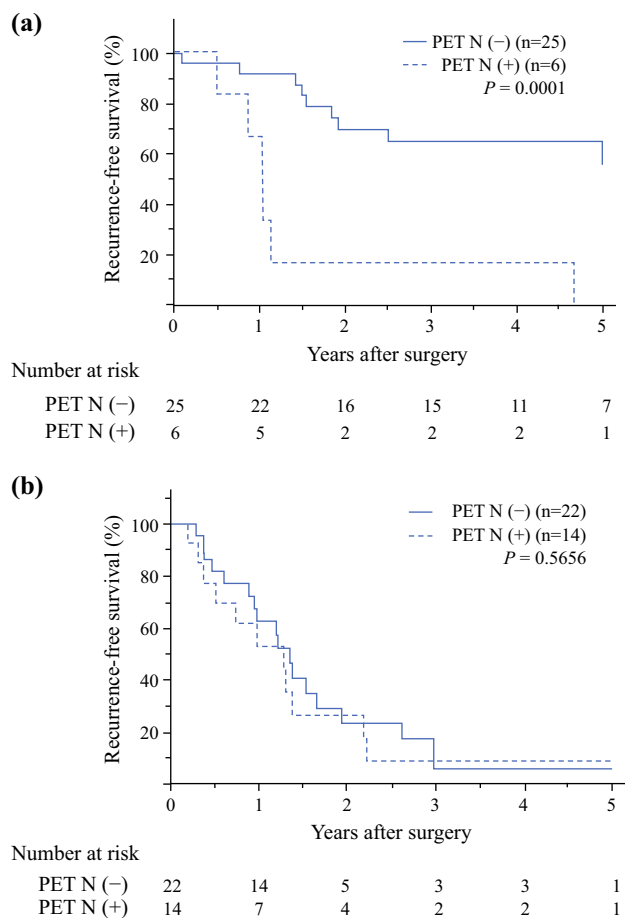 (a)
PET N (−) (n=25)
PET N (+) (n=6)
P = 0.0001
Recurrence-free survival (%)
100
80
60
40
20
0 1 2 3 4 5
Years after surgery
Number at risk
PET N (−) 25 22 16 15 11 7
PET N (+) 6 5 2 2 2 1
(b)
PET N (−) (n=22)
PET N (+) (n=14)
P = 0.5656
Recurrence-free survival (%)
100
80
60
40
20
0 1 2 3 4 5
Years after surgery
Number at risk
PET N (−) 22 14 5 3 3 1
PET N (+) 14 7 4 2 2 1